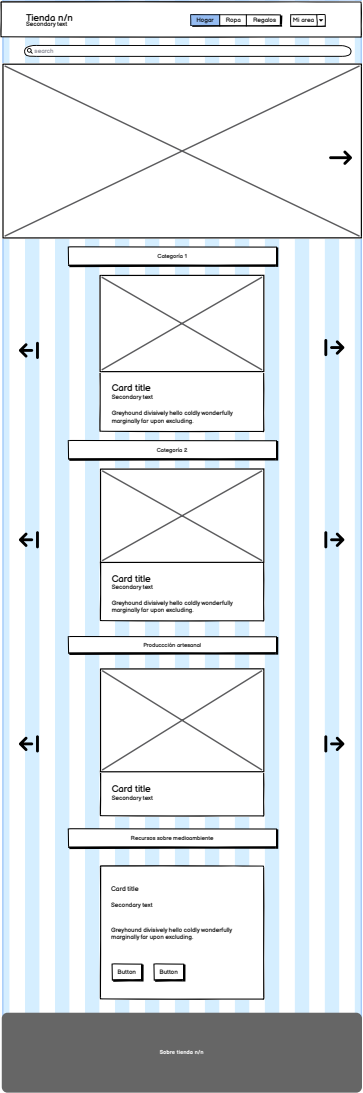 Tienda n/n
Secondary text
Hogar Ropa Regalos Mi area
search
Categoría 1
Card title
Secondary text
Greyhound divisively hello coldly wonderfully
marginally far upon excluding.
Categoría 2
Card title
Secondary text
Greyhound divisively hello coldly wonderfully
marginally far upon excluding.
Produccción artesanal
Card title
Secondary text
Recursos sobre medioambiente
Card title
Secondary text
Greyhound divisively hello coldly wonderfully
marginally far upon excluding.
Button Button
Sobre tienda n/n